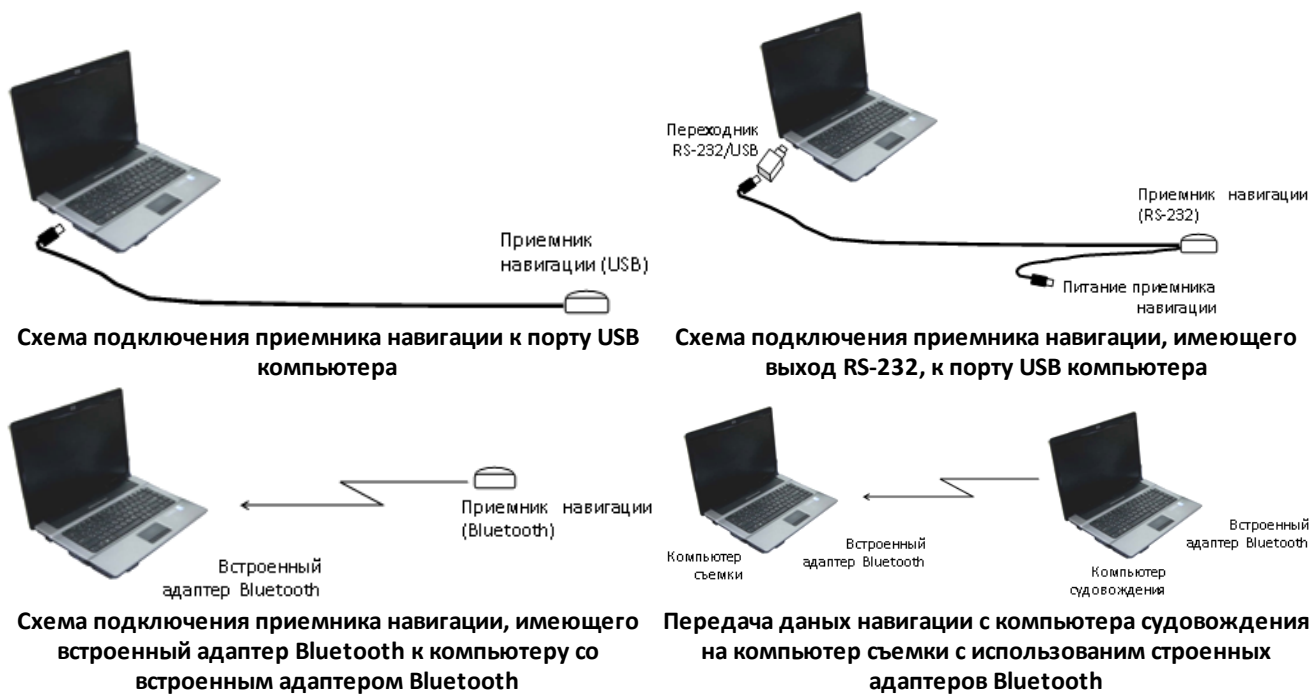 Приемник
навигации (USB)
Схема подключения приемника навигации к порту USB
компьютера
Переходник
RS-232/USB
Приемник навигации
(RS-232)
Питание приемника
навигации
Схема подключения приемника навигации, имеющего
выход RS-232, к порту USB компьютера
Приемник навигации
(Bluetooth)
Встроенный
адаптер Bluetooth
Схема подключения приемника навигации, имеющего
встроенный адаптер Bluetooth к компьютеру со
встроенным адаптером Bluetooth
Компьютер
съемки
Встроенный
адаптер Bluetooth
Компьютер
судовождения
Встроенный
адаптер Bluetooth
Передача даных навигации с компьютера судовождения
на компьютер съемки с использованим строенных
адаптеров Bluetooth